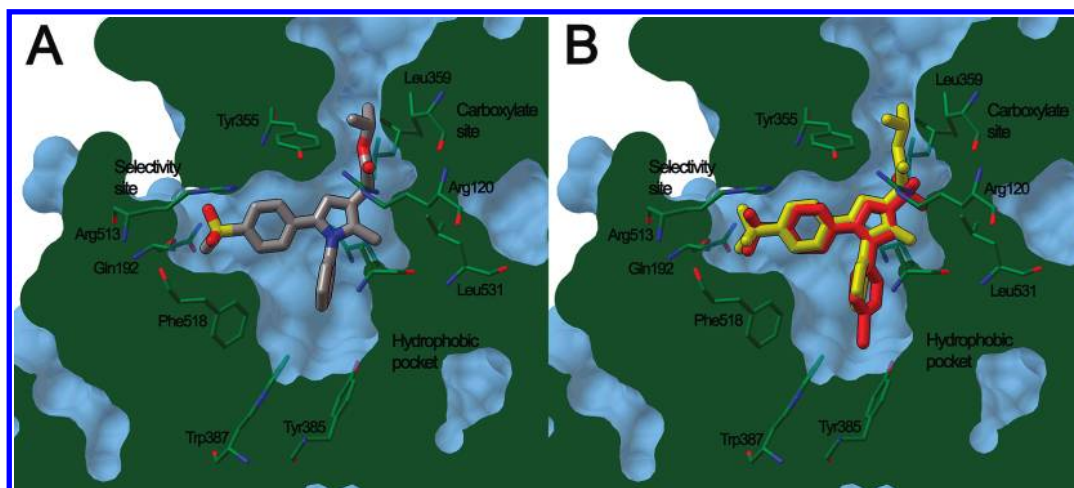 A
Leu359
Tyr355
Carboxylate
site
Selectivity
site
Arg120
Arg513
Gln192
Leu531
Phe518
Hydrophobic
pocket
Trp387
Tyr385
B
Leu359
Tyr355
Carboxylate
site
Selectivity
site
Arg120
Arg513
Gln192
Leu531
Phe518
Hydrophobic
pocket
Trp387
Tyr385